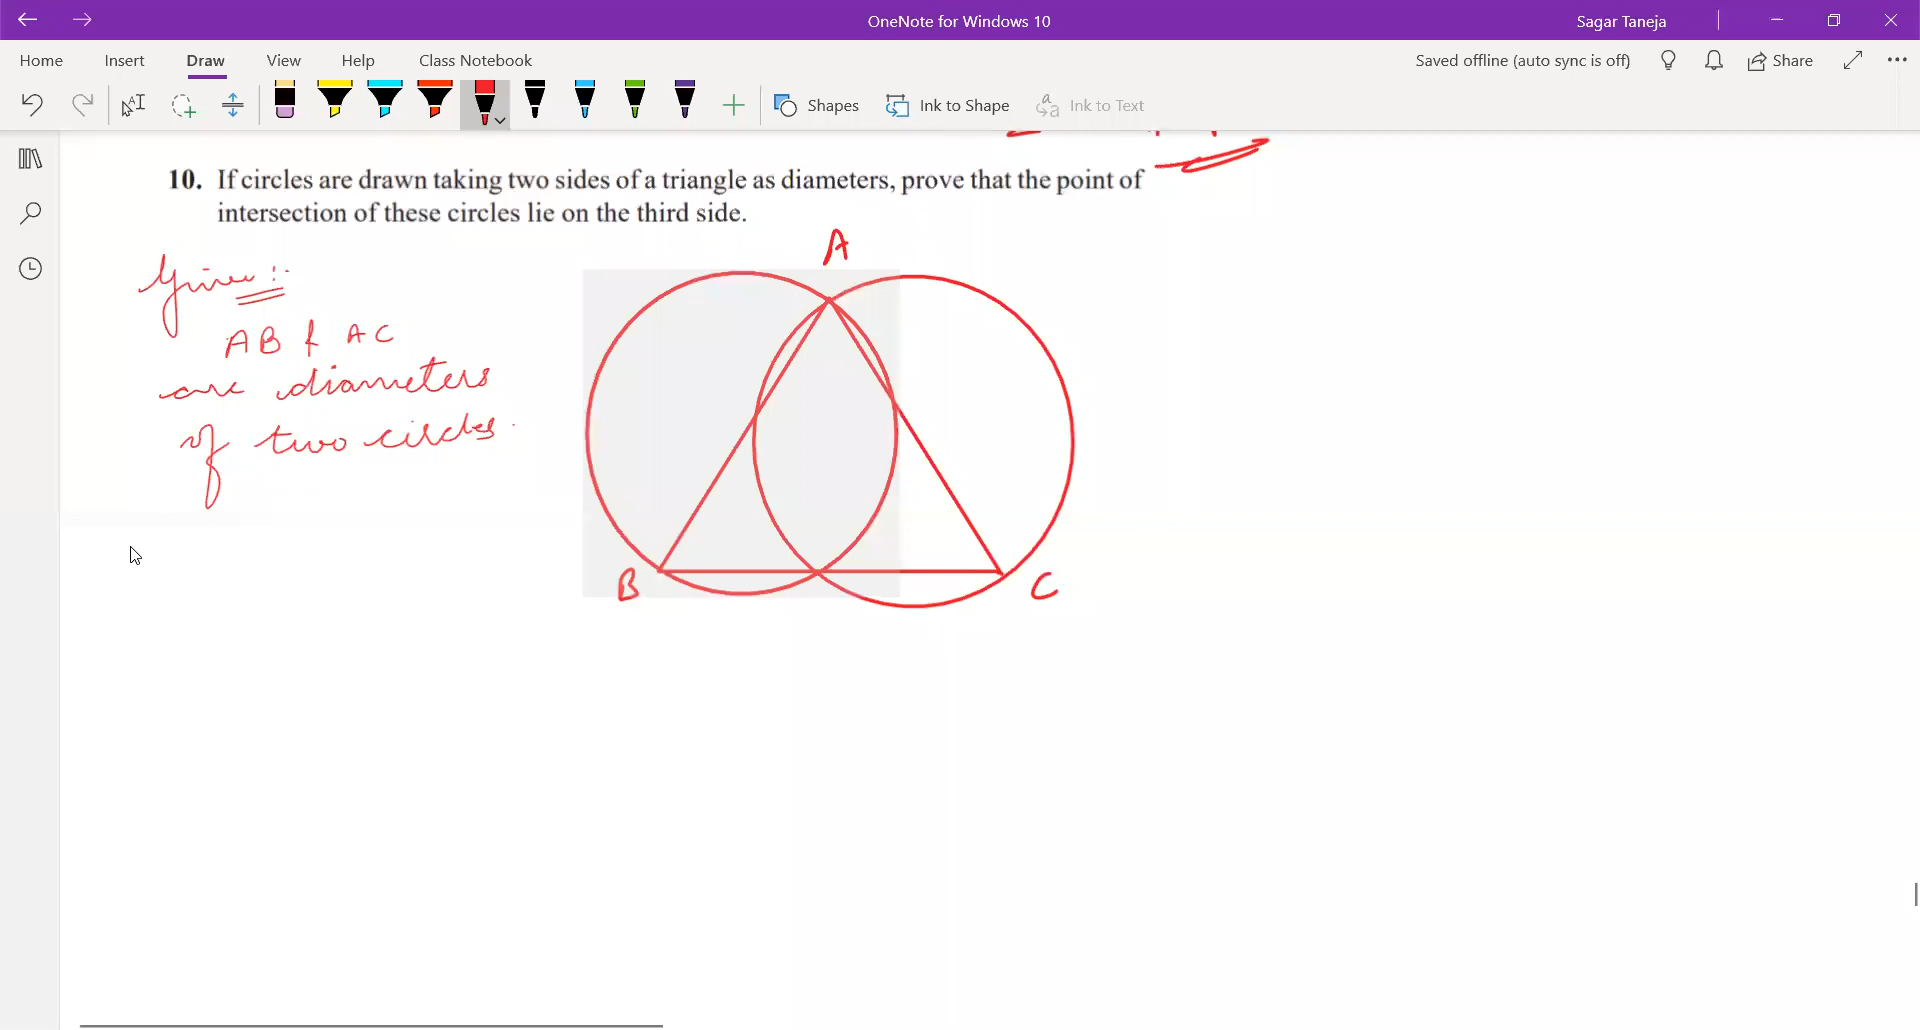 OneNote for Windows 10
Sagar Taneja
Home Insert Draw View Help Class Notebook
Saved offline (auto sync is off) Share
Shapes Ink to Shape Ink to Text
10. If circles are drawn taking two sides of a triangle as diameters, prove that the point of
intersection of these circles lie on the third side.
A
Given :-
AB & AC
are diameters
of two circles.
B
C